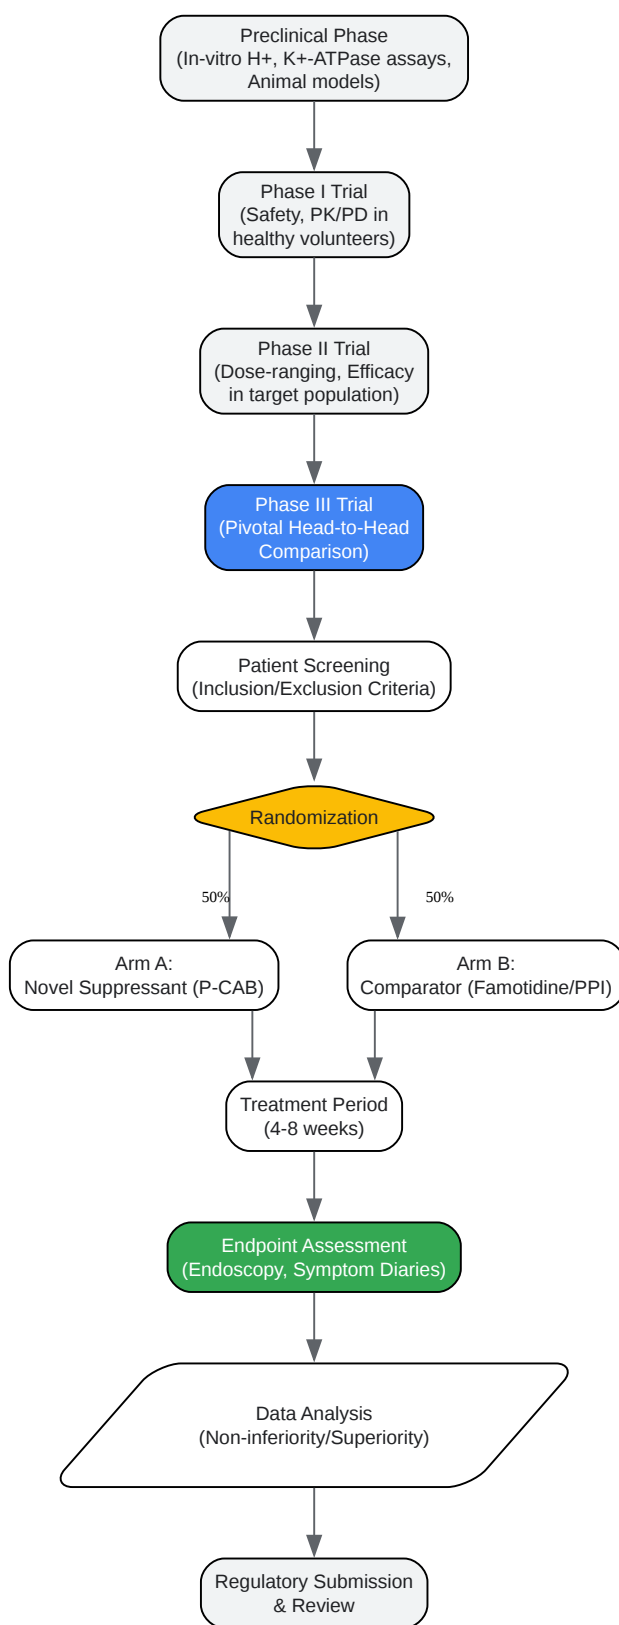 Preclinical Phase
(In-vitro H+, K+-ATPase assays,
Animal models)
Phase I Trial
(Safety, PK/PD in
healthy volunteers)
Phase II Trial
(Dose-ranging, Efficacy
in target population)
Phase III Trial
(Pivotal Head-to-Head
Comparison)
Patient Screening
(Inclusion/Exclusion Criteria)
Randomization
50%
50%
Arm A:
Novel Suppressant (P-CAB)
Arm B:
Comparator (Famotidine/PPI)
Treatment Period
(4-8 weeks)
Endpoint Assessment
(Endoscopy, Symptom Diaries)
Data Analysis
(Non-inferiority/Superiority)
Regulatory Submission
& Review